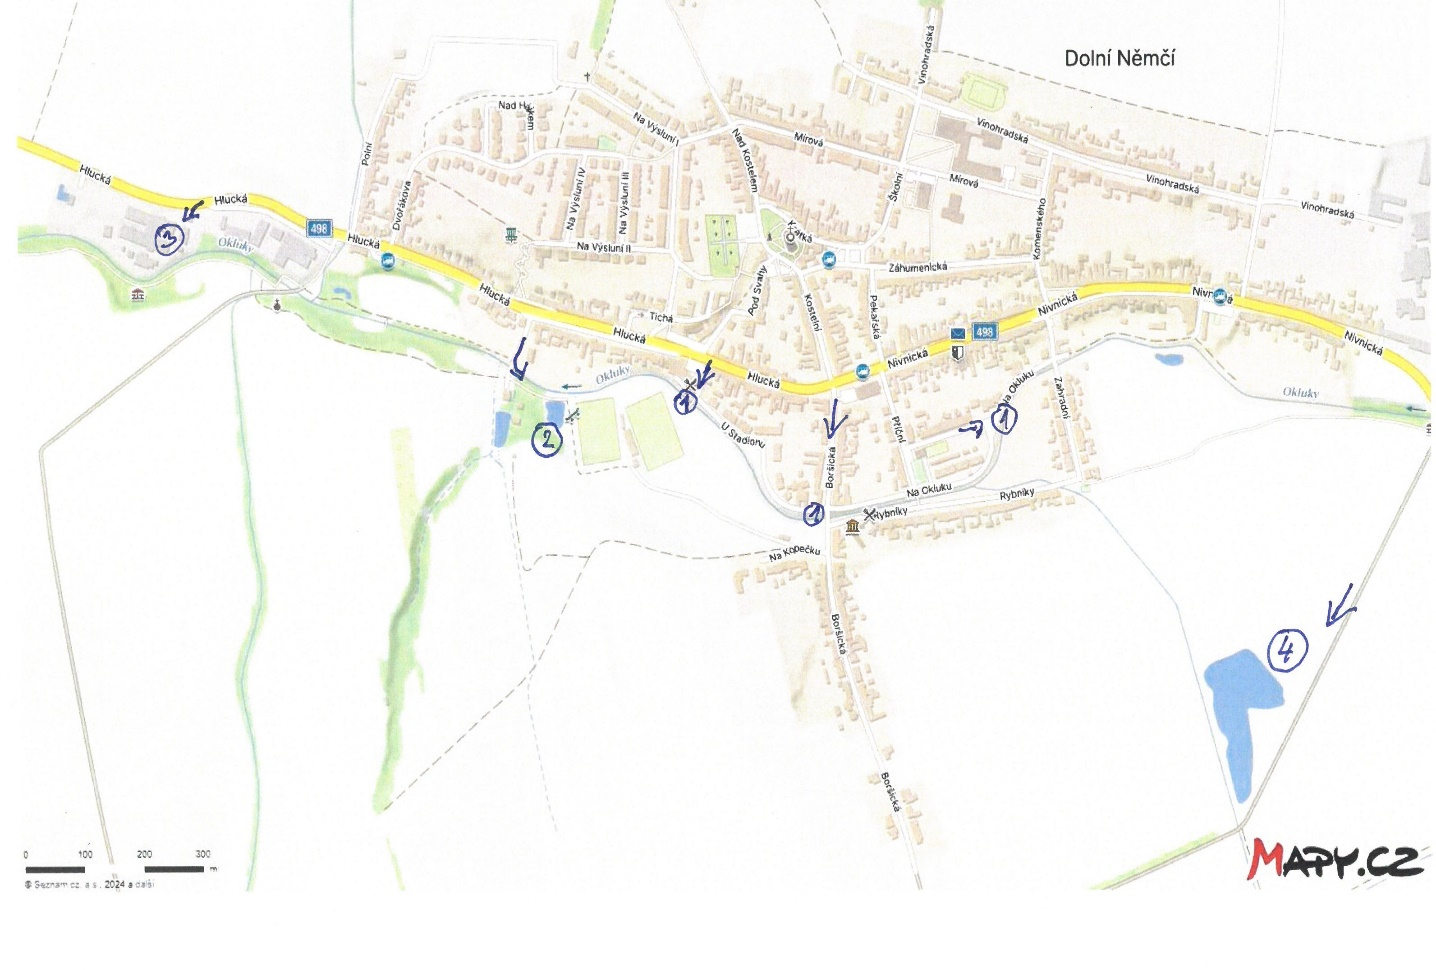 Dolní Němčí
Vinohradská
Nad H
kem
Na Výsluní I
Mírová
Vinohradská
Nad Kostelem
Polní
Hlucká
Hlucká
Dvořákova
Na Výsluní IV
Na Výsluní III
Školní
Mírová
Vinohradská
Vinohradská
3
498
Hlucká
Okluky
Na Výsluní II
Komenského
Záhumenická
Hlucká
Pod Svahy
Kostelní
Pekařská
Tichá
Hlucká
Nivnická
498
Nivnická
Nivnická
Hlucká
Nivnická
Okluky
Na Okluku
Zahradní
Okluky
1
2
U Stadionu
Příční
1
Boršická
Na Okluku
Rybníky
1
Rybníky
Na Kopečku
Boršická
4
Boršická
0 100 200 300
m
© Seznam.cz, a.s., 2024 a další
MAPY.CZ